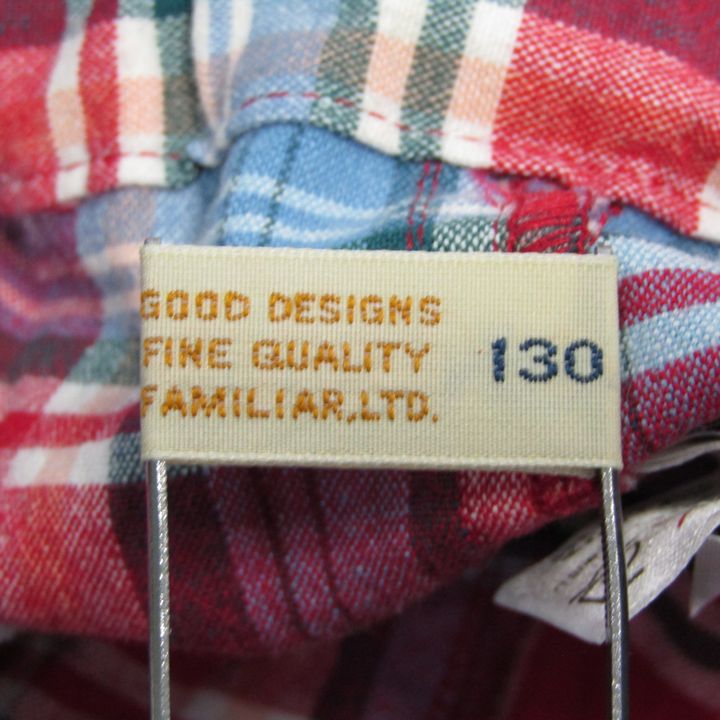 GOOD DESIGNS
FINE QUALITY
FAMILIAR,LTD.
130